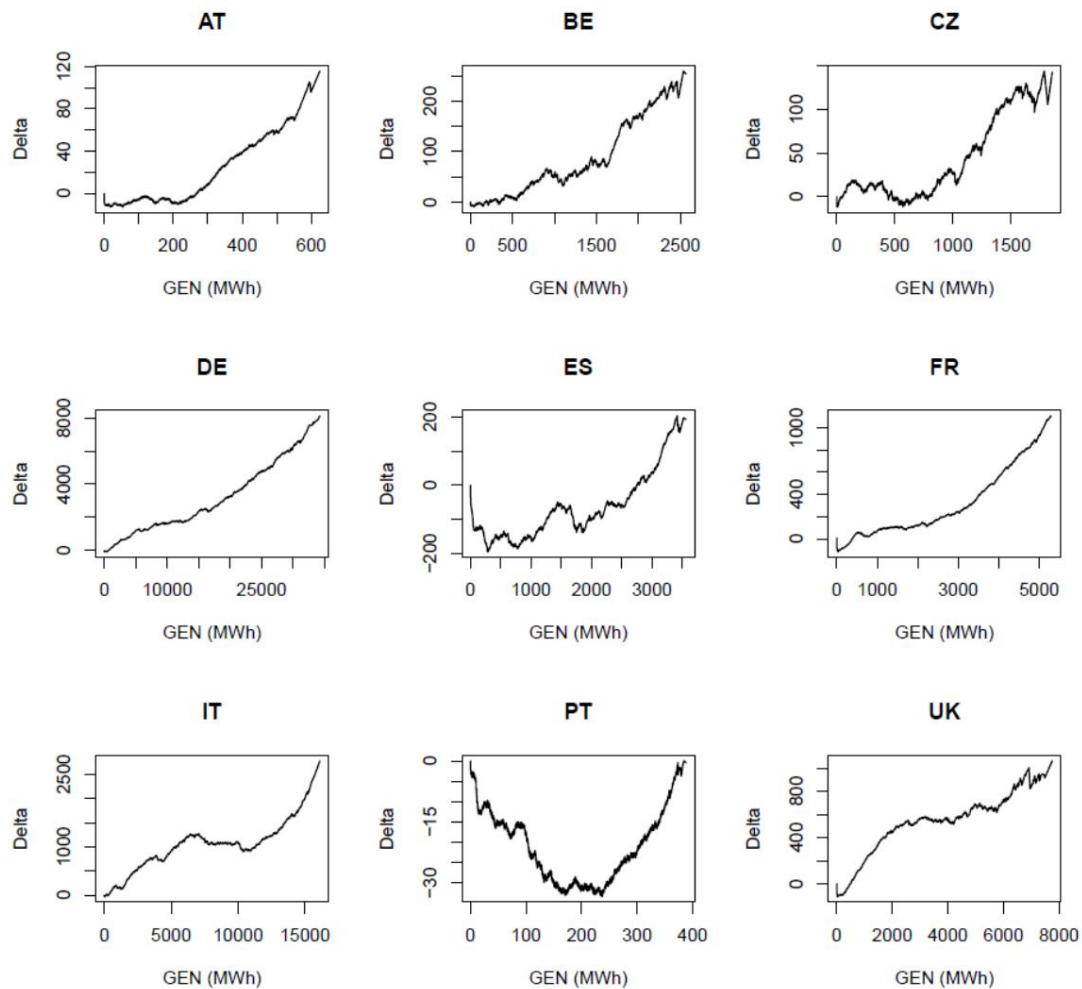 AT BE CZ
Delta 0 40 80 120
0 200 400 600
GEN (MWh)
Delta 0 100 200
0 500 1500 2500
GEN (MWh)
Delta 0 50 100
0 500 1000 1500
GEN (MWh)
DE ES FR
Delta 0 4000 8000
0 10000 25000
GEN (MWh)
Delta −200 0 200
0 1000 2000 3000
GEN (MWh)
Delta 0 400 1000
0 1000 3000 5000
GEN (MWh)
IT PT UK
Delta 0 1000 2500
0 5000 10000 15000
GEN (MWh)
Delta −30 −15 0
0 100 200 300 400
GEN (MWh)
Delta 0 400 800
0 2000 4000 6000 8000
GEN (MWh)